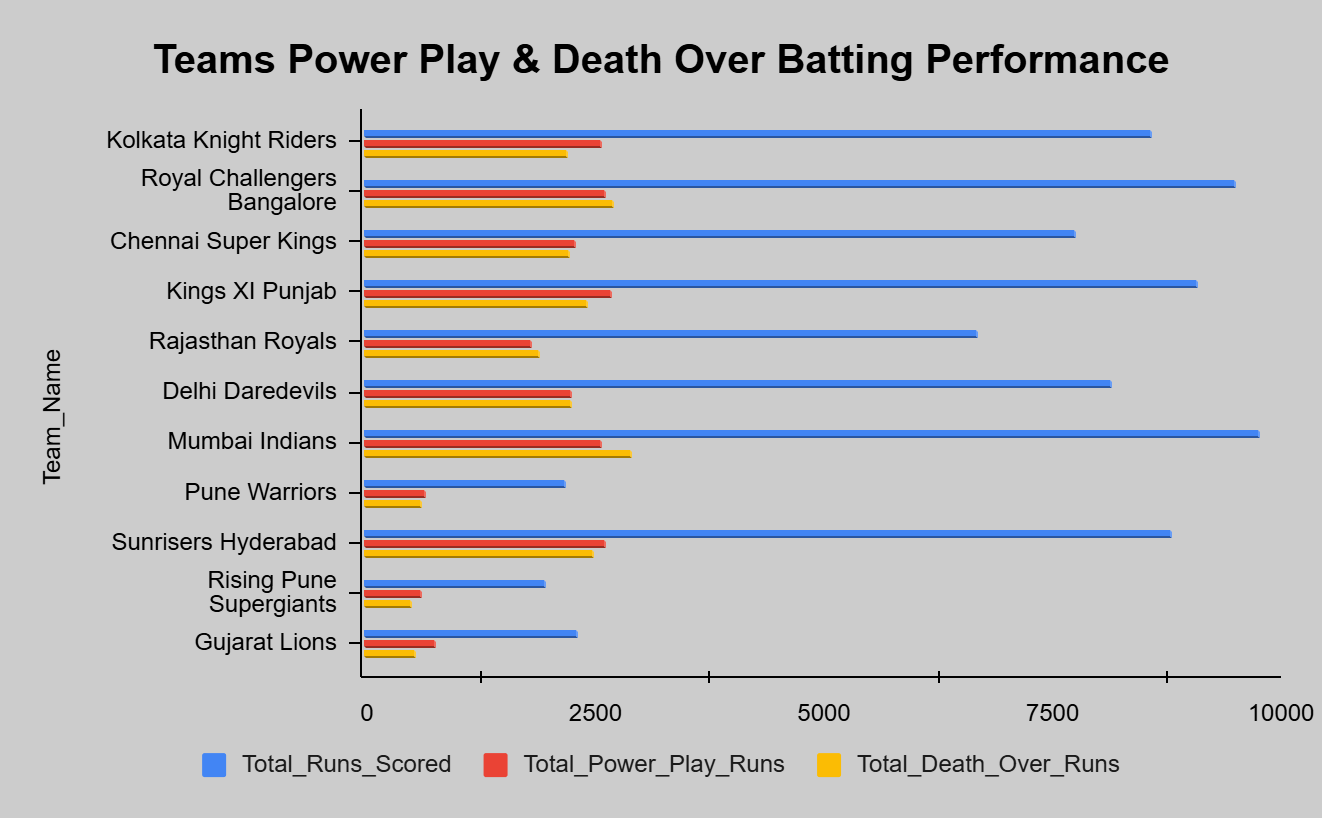 Teams Power Play & Death Over Batting Performance
Kolkata Knight Riders
Royal Challengers
Bangalore
Chennai Super Kings
Kings XI Punjab
Rajasthan Royals
Delhi Daredevils
Mumbai Indians
Pune Warriors
Sunrisers Hyderabad
Rising Pune
Supergiants
Gujarat Lions
Team_Name
0 2500 5000 7500 10000
Total_Runs_Scored Total_Power_Play_Runs Total_Death_Over_Runs